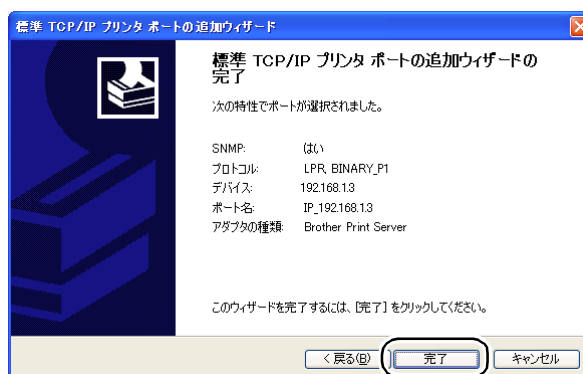 標準 TCP/IP プリンタ ポートの追加ウィザード
標準 TCP/IP プリンタ ポートの追加ウィザードの
完了
次の特性でポートが選択されました。
SNMP: はい
プロトコル: LPR, BINARY_P1
デバイス: 192.168.1.3
ポート名: IP_192.168.1.3
アダプタの種類: Brother Print Server
このウィザードを完了するには、[完了] をクリックしてください。
< 戻る(B) 完了 キャンセル